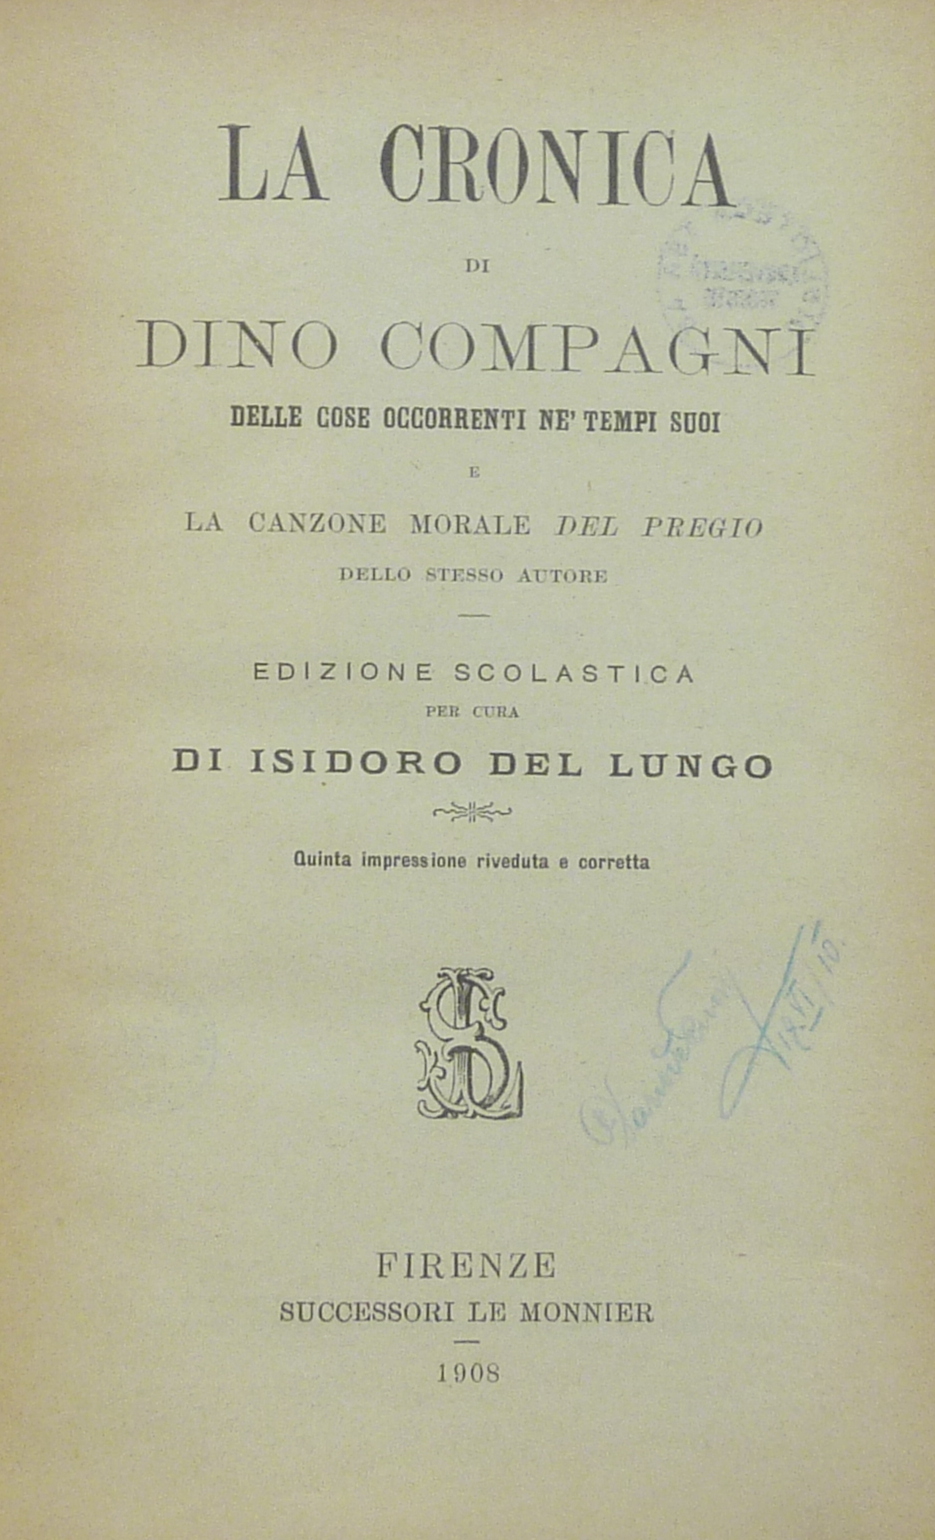 LA CRONICA
DI
DINO COMPAGNI
DELLE COSE OCCORRENTI NE' TEMPI SUOI
E
LA CANZONE MORALE DEL PREGIO
DELLO STESSO AUTORE
EDIZIONE SCOLASTICA
PER CURA
DI ISIDORO DEL LUNGO
Quinta impressione riveduta e corretta
FIRENZE
SUCCESSORI LE MONNIER
1908